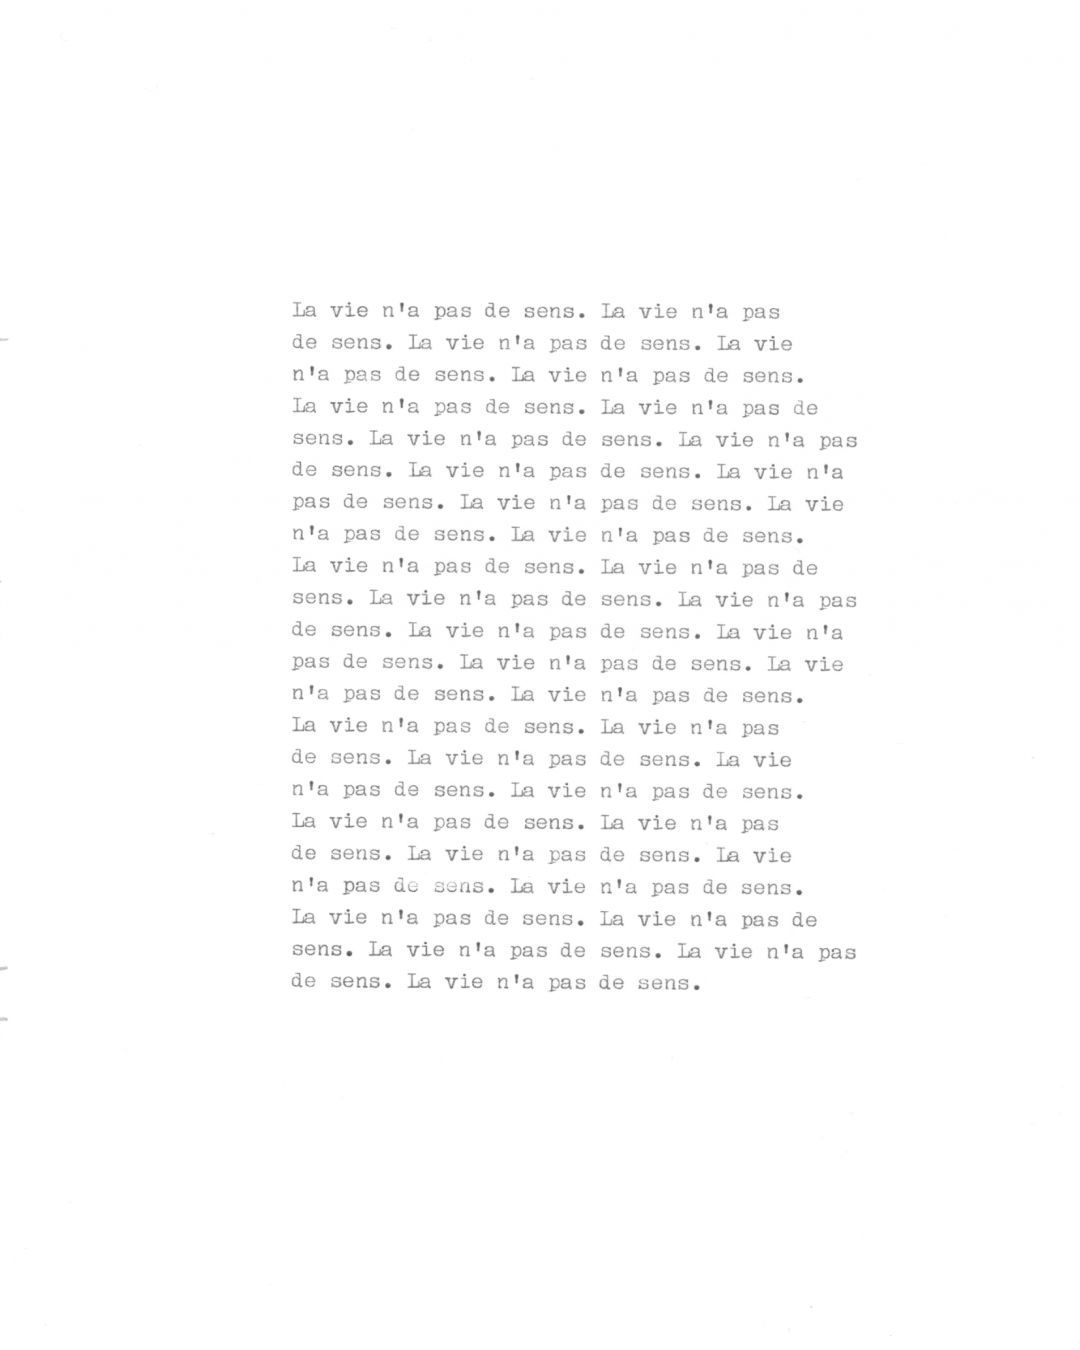 La vie n'a pas de sens. La vie n'a pas
de sens. La vie n'a pas de sens. La vie
n'a pas de sens. La vie n'a pas de sens.
La vie n'a pas de sens. La vie n'a pas de
sens. La vie n'a pas de sens. La vie n'a pas
de sens. La vie n'a pas de sens. La vie n'a
pas de sens. La vie n'a pas de sens. La vie
n'a pas de sens. La vie n'a pas de sens.
La vie n'a pas de sens. La vie n'a pas de
sens. La vie n'a pas de sens. La vie n'a pas
de sens. La vie n'a pas de sens. La vie n'a
pas de sens. La vie n'a pas de sens. La vie
n'a pas de sens. La vie n'a pas de sens.
La vie n'a pas de sens. La vie n'a pas
de sens. La vie n'a pas de sens. La vie
n'a pas de sens. La vie n'a pas de sens.
La vie n'a pas de sens. La vie n'a pas
de sens. La vie n'a pas de sens. La vie
n'a pas de sens. La vie n'a pas de sens.
La vie n'a pas de sens. La vie n'a pas de
sens. La vie n'a pas de sens. La vie n'a pas
de sens. La vie n'a pas de sens.